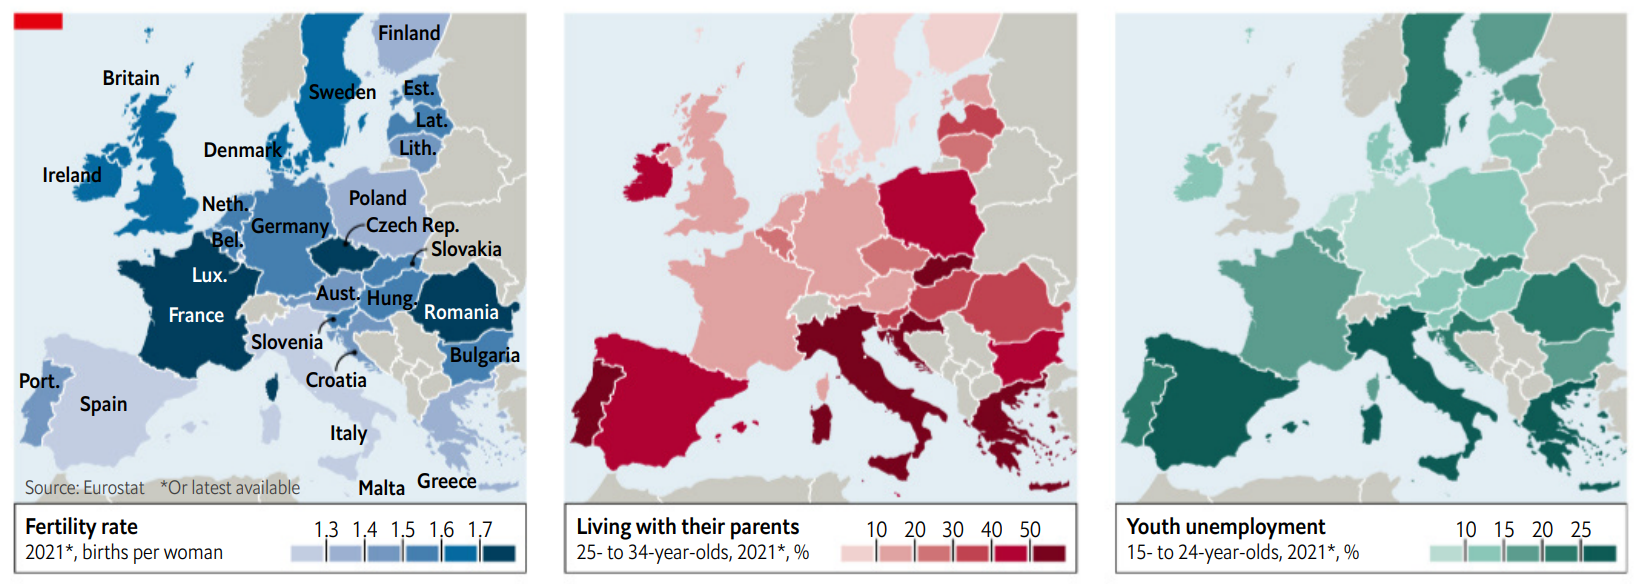 Finland
Britain
Sweden
Est.
Lat.
Denmark
Lith.
Ireland
Neth.
Poland
Germany
Czech Rep.
Bel.
Slovakia
Lux.
Aust.
Hung.
France
Romania
Slovenia
Bulgaria
Port.
Croatia
Spain
Italy
Greece
Malta
Source: Eurostat *Or latest available
Fertility rate
2021*, births per woman
1.3 1.4 1.5 1.6 1.7
Living with their parents
25- to 34-year-olds, 2021*, %
10 20 30 40 50
Youth unemployment
15- to 24-year-olds, 2021*, %
10 15 20 25